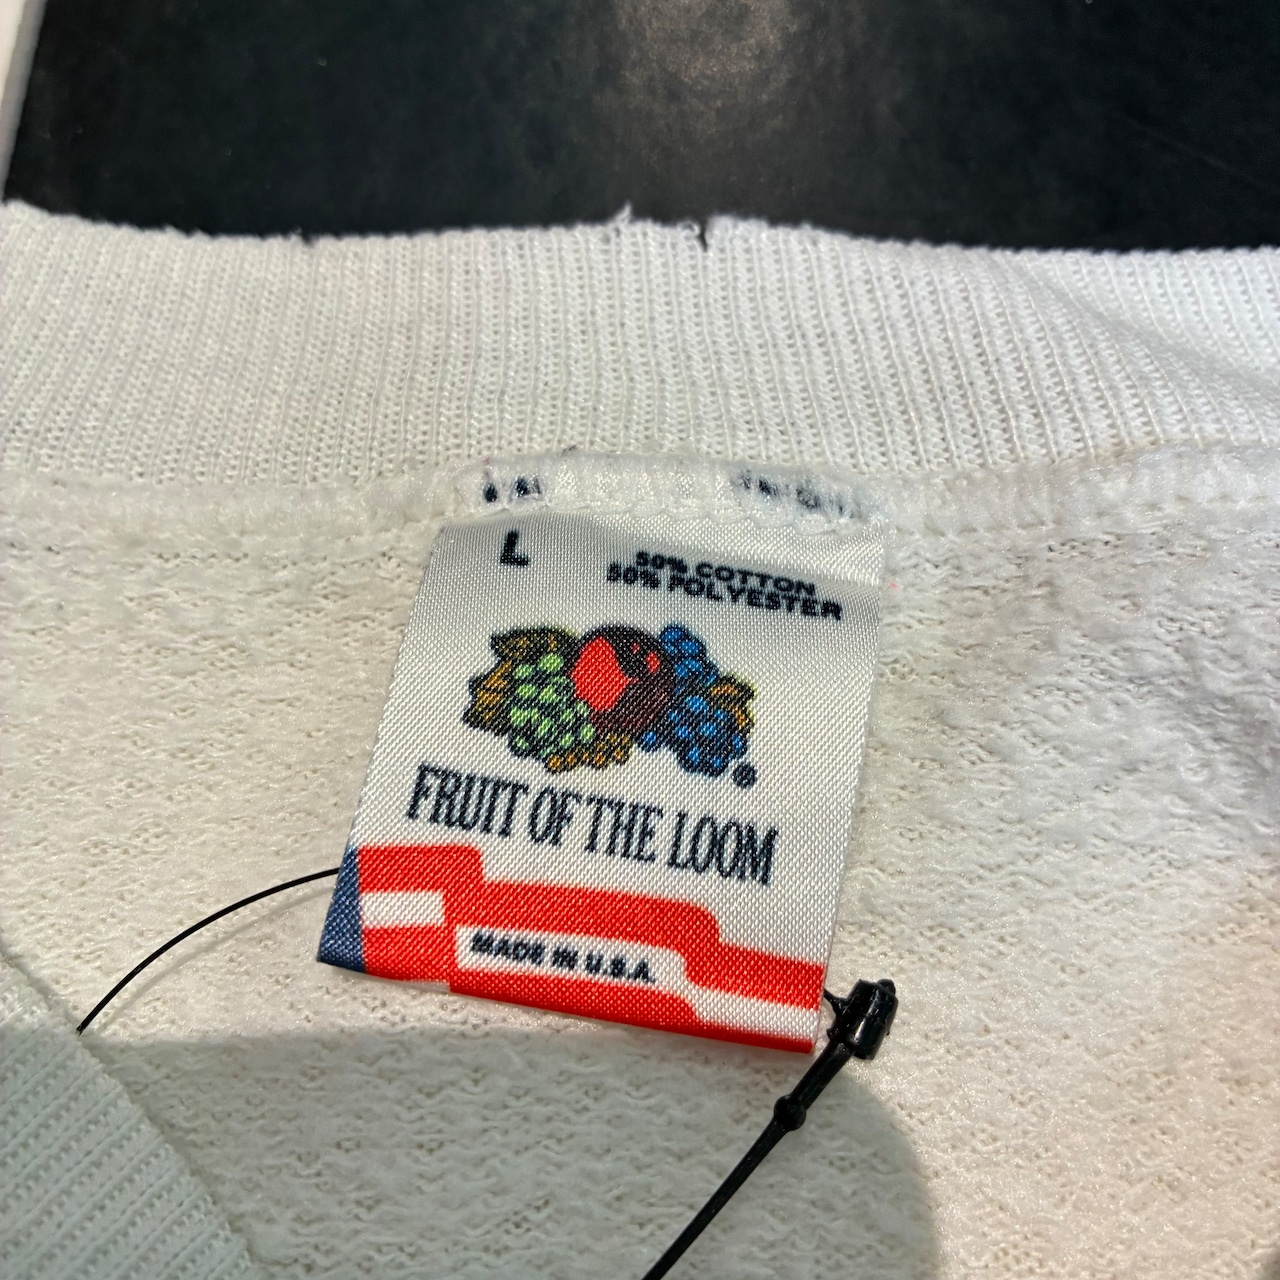 L
50% COTTON
50% POLYESTER
®
FRUIT OF THE LOOM
MADE IN U.S.A.